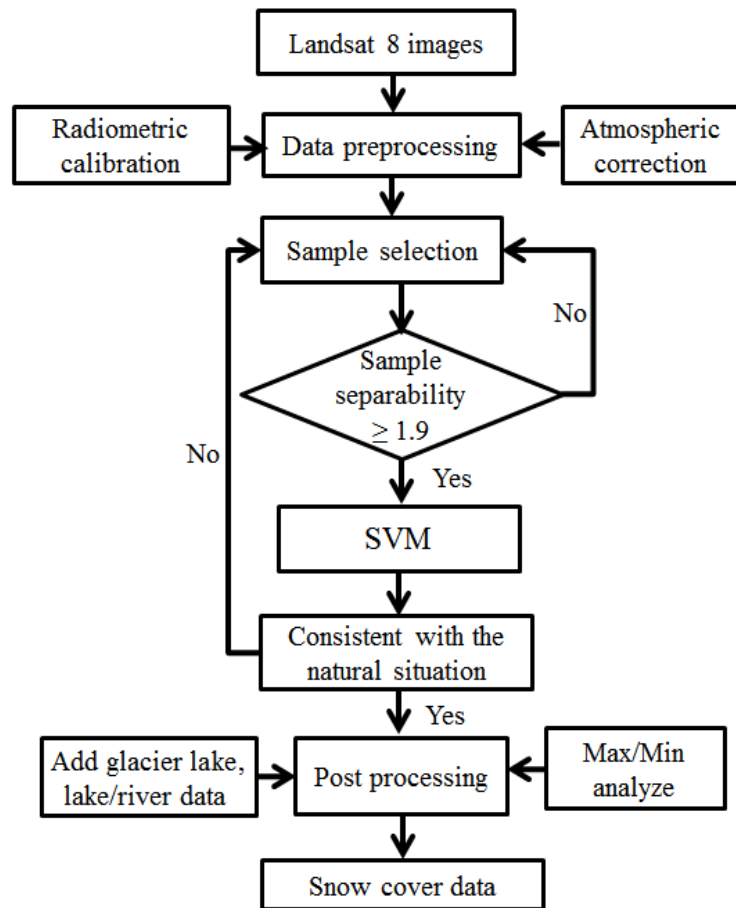 Landsat 8 images
Radiometric
calibration
Data preprocessing
Atmospheric
correction
Sample selection
No
Sample
separability
≥ 1.9
No
Yes
SVM
Consistent with the
natural situation
Yes
Add glacier lake,
lake/river data
Post processing
Max/Min
analyze
Snow cover data